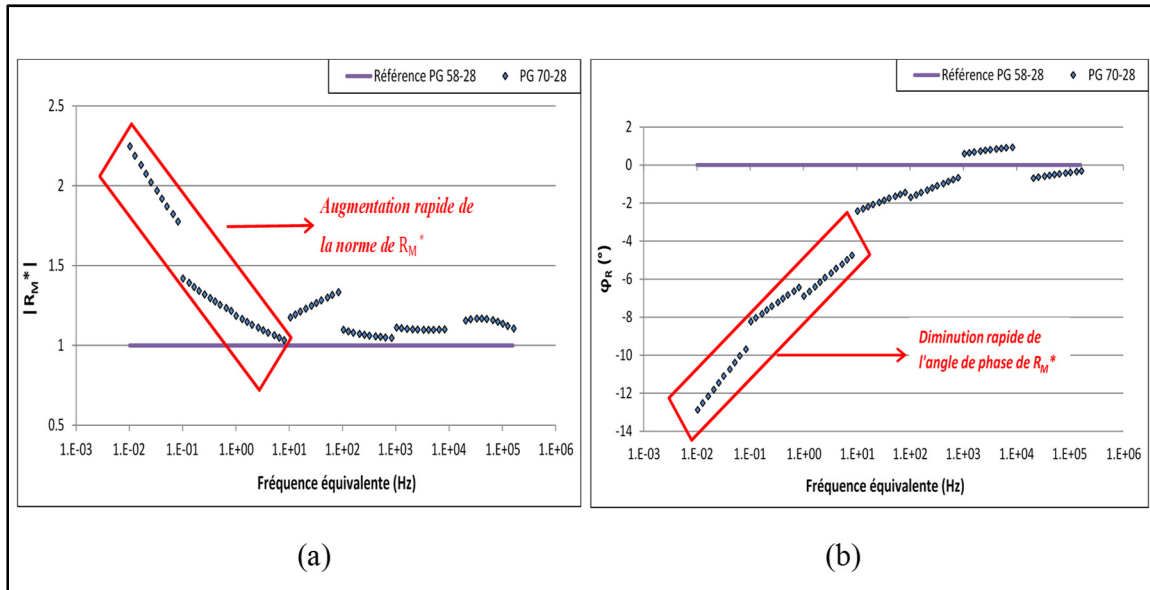 Référence PG 58-28 PG 70-28
2.5
2
1.5
1
0.5
|R_M*|
Augmentation rapide de
la norme de R_M*
1.E-03 1.E-02 1.E-01 1.E+00 1.E+01 1.E+02 1.E+03 1.E+04 1.E+05 1.E+06
Fréquence équivalente (Hz)
(a)
Référence PG 58-28 PG 70-28
2
0
-2
-4
-6
-8
-10
-12
-14
φ_R (°)
Diminution rapide de
l'angle de phase de R_M*
1.E-03 1.E-02 1.E-01 1.E+00 1.E+01 1.E+02 1.E+03 1.E+04 1.E+05 1.E+06
Fréquence équivalente (Hz)
(b)